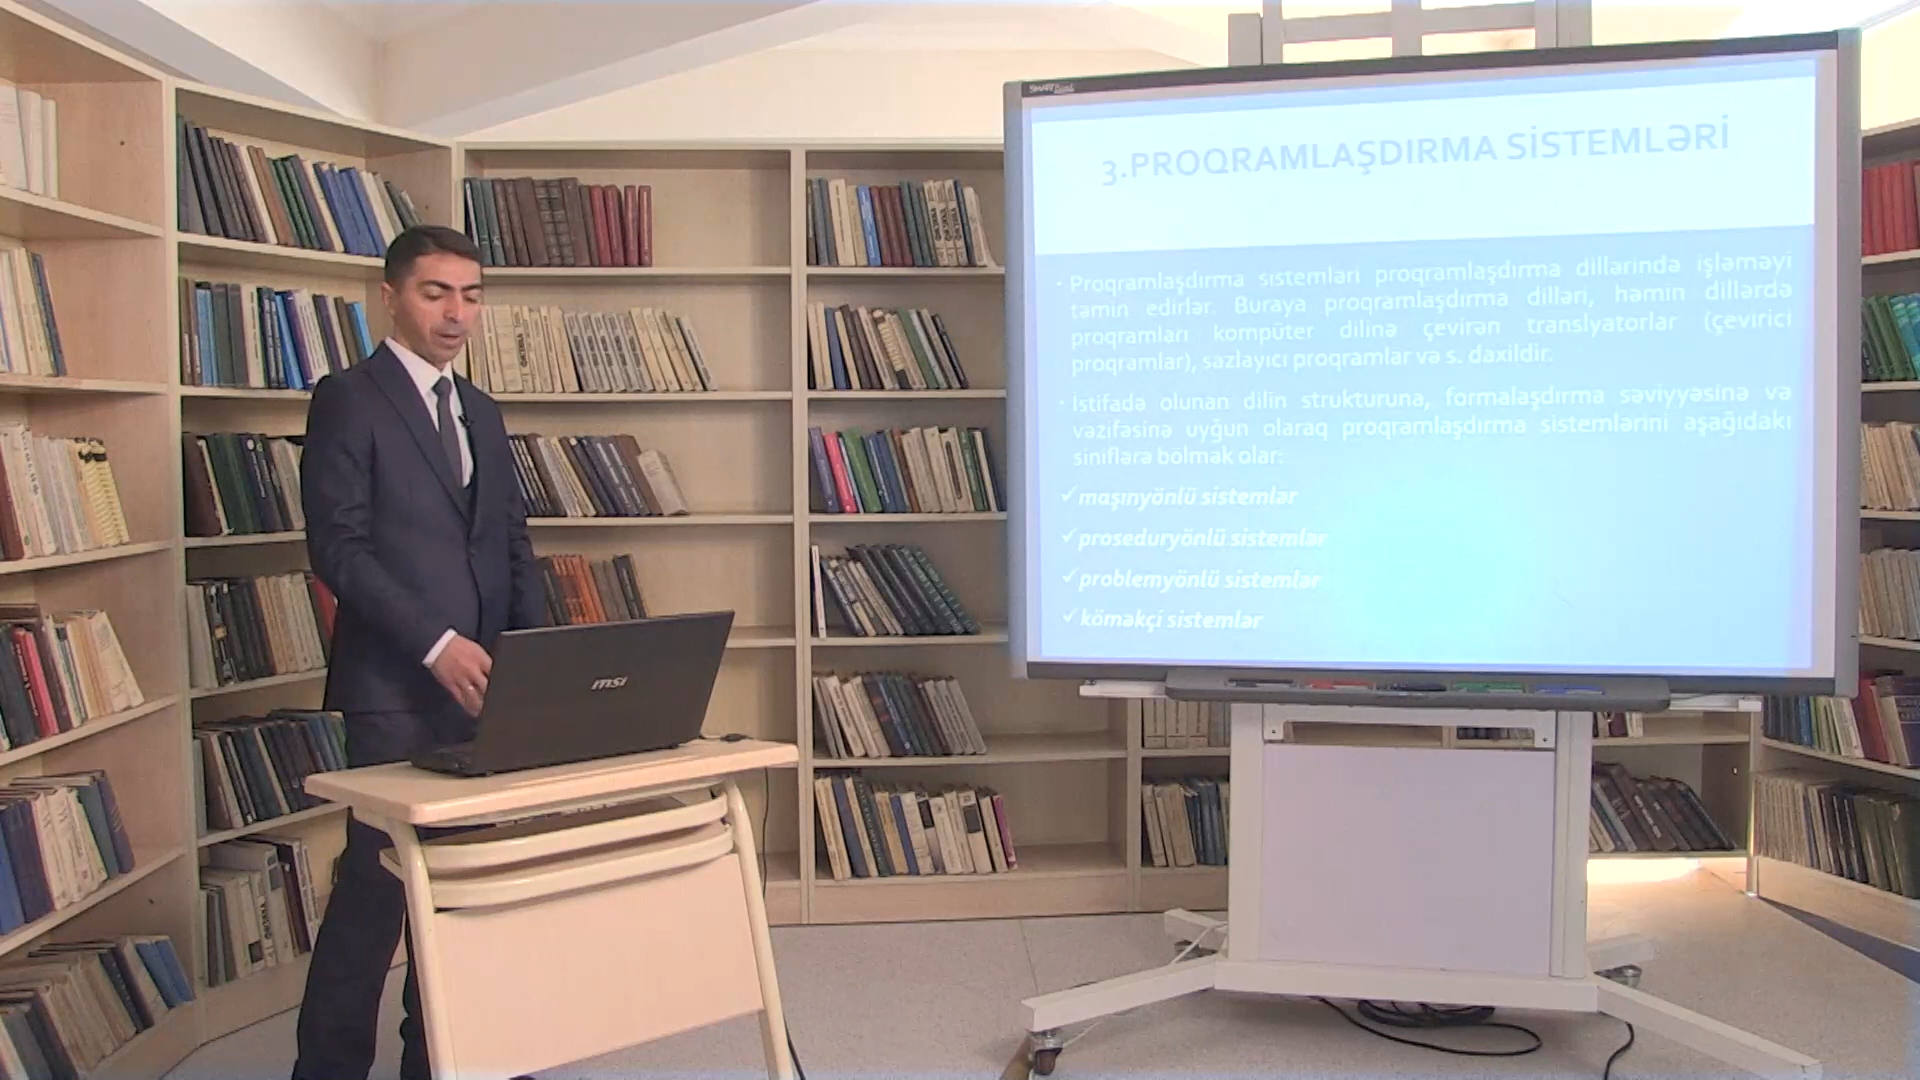 SMART Board
3.PROQRAMLAŞDIRMA SİSTEMLƏRİ
• Proqramlaşdırma sistemləri proqramlaşdırma dillərində işləməyi
təmin edirlər. Buraya proqramlaşdırma dilləri, həmin dillərdə
proqramları kompüter dilinə çevirən translyatorlar (çevirici
proqramlar), sazlayıcı proqramlar və s. daxildir.
• İstifadə olunan dilin strukturuna, formalaşdırma səviyyəsinə və
vəzifəsinə uyğun olaraq proqramlaşdırma sistemlərini aşağıdakı
siniflərə bölmək olar:
✓ maşınyönlü sistemlər
✓ proseduryönlü sistemlər
✓ problemyönlü sistemlər
✓ köməkçi sistemlər
msi